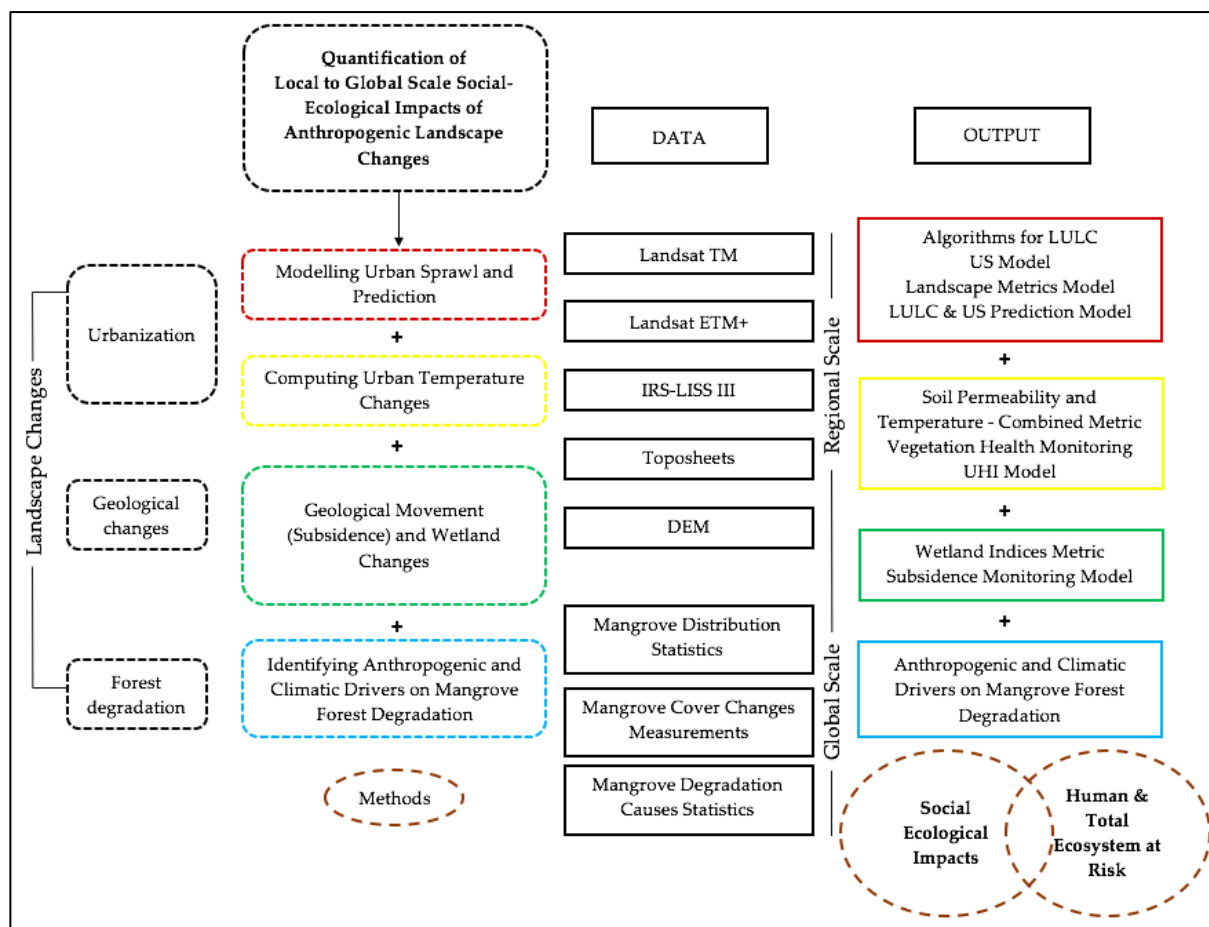 Quantification of
Local to Global Scale Social-
Ecological Impacts of
Anthropogenic Landscape
Changes
DATA
OUTPUT
Landscape Changes
Urbanization
Geological
changes
Forest
degradation
Modelling Urban Sprawl and
Prediction
+
Computing Urban Temperature
Changes
+
Geological Movement
(Subsidence) and Wetland
Changes
+
Identifying Anthropogenic and
Climatic Drivers on Mangrove
Forest Degradation
Methods
Landsat TM
Landsat ETM+
IRS-LISS III
Toposheets
DEM
Mangrove Distribution
Statistics
Mangrove Cover Changes
Measurements
Mangrove Degradation
Causes Statistics
Regional Scale
Global Scale
Algorithms for LULC
US Model
Landscape Metrics Model
LULC & US Prediction Model
+
Soil Permeability and
Temperature - Combined Metric
Vegetation Health Monitoring
UHI Model
+
Wetland Indices Metric
Subsidence Monitoring Model
+
Anthropogenic and Climatic
Drivers on Mangrove Forest
Degradation
Social
Ecological
Impacts
Human &
Total
Ecosystem at
Risk